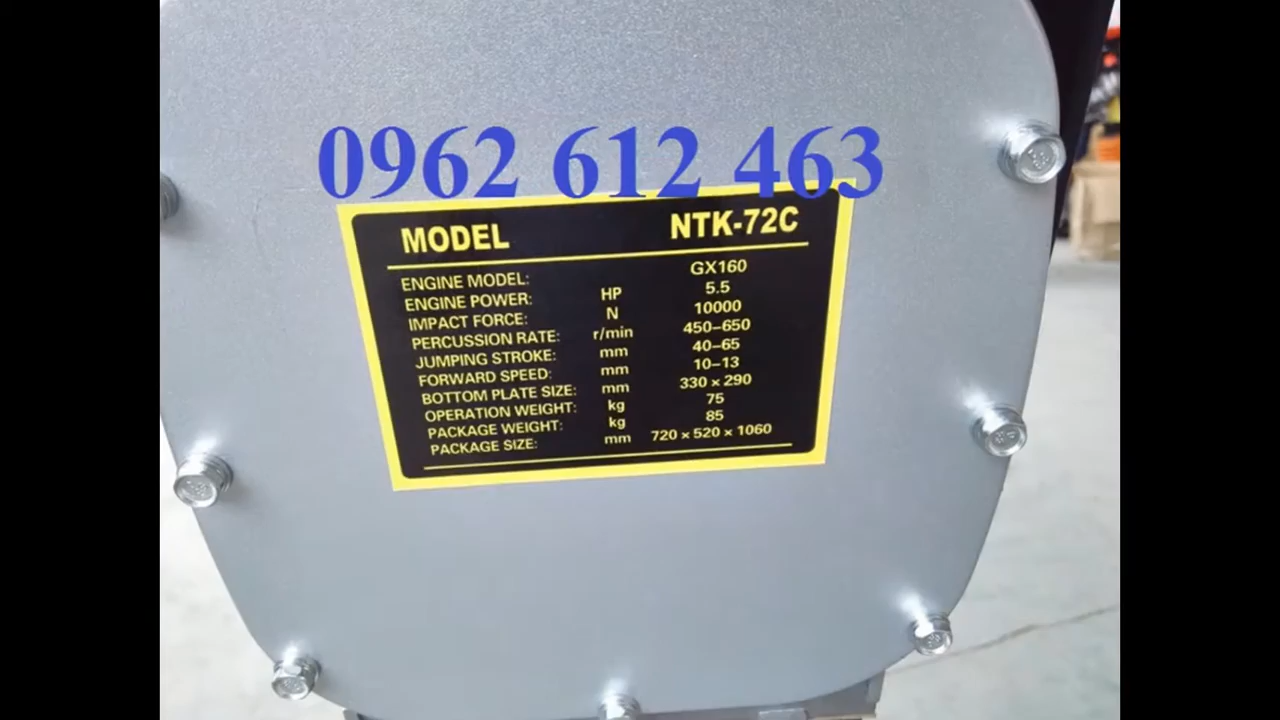 0962 612 463
MODEL NTK-72C
ENGINE MODEL: GX160
ENGINE POWER: HP 5.5
IMPACT FORCE: N 10000
PERCUSSION RATE: r/min 450–650
JUMPING STROKE: mm 40–65
FORWARD SPEED: mm 10–13
BOTTOM PLATE SIZE: mm 330 × 290
OPERATION WEIGHT: kg 75
PACKAGE WEIGHT: kg 85
PACKAGE SIZE: mm 720 × 520 × 1060